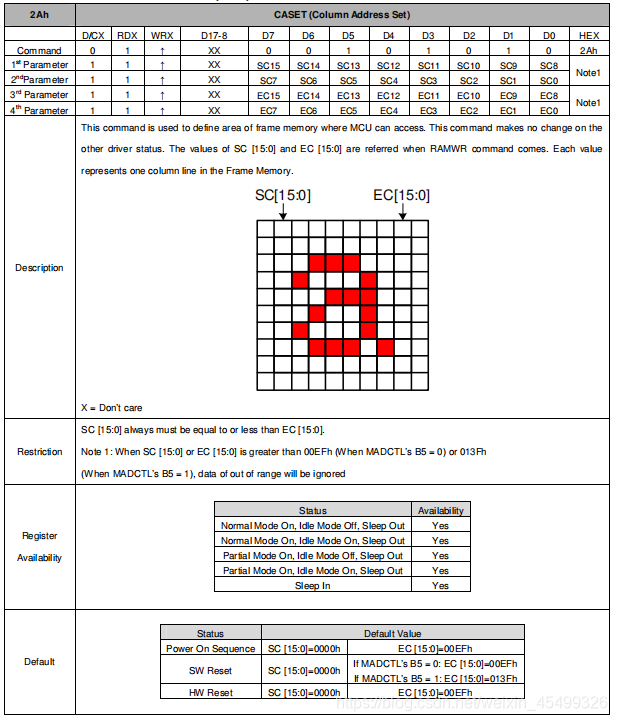 2Ah CASET (Column Address Set)
D/CX RDX WRX D17-8 D7 D6 D5 D4 D3 D2 D1 D0 HEX
Command 0 1 ↑ XX 0 0 1 0 1 0 1 0 2Ah
1st Parameter 1 1 ↑ XX SC15 SC14 SC13 SC12 SC11 SC10 SC9 SC8 Note1
2nd Parameter 1 1 ↑ XX SC7 SC6 SC5 SC4 SC3 SC2 SC1 SC0
3rd Parameter 1 1 ↑ XX EC15 EC14 EC13 EC12 EC11 EC10 EC9 EC8 Note1
4th Parameter 1 1 ↑ XX EC7 EC6 EC5 EC4 EC3 EC2 EC1 EC0
Description
This command is used to define area of frame memory where MCU can access. This command makes no change on the
other driver status. The values of SC [15:0] and EC [15:0] are referred when RAMWR command comes. Each value
represents one column line in the Frame Memory.
SC[15:0] EC[15:0]
X = Don't care
Restriction
SC [15:0] always must be equal to or less than EC [15:0].
Note 1: When SC [15:0] or EC [15:0] is greater than 00EFh (When MADCTL's B5 = 0) or 013Fh
(When MADCTL's B5 = 1), data of out of range will be ignored
Register
Availability
Status Availability
Normal Mode On, Idle Mode Off, Sleep Out Yes
Normal Mode On, Idle Mode On, Sleep Out Yes
Partial Mode On, Idle Mode Off, Sleep Out Yes
Partial Mode On, Idle Mode On, Sleep Out Yes
Sleep In Yes
Default
Status Default Value
Power On Sequence SC [15:0]=0000h EC [15:0]=00EFh
SW Reset SC [15:0]=0000h If MADCTL's B5 = 0: EC [15:0]=00EFh
If MADCTL's B5 = 1: EC [15:0]=013Fh
HW Reset SC [15:0]=0000h EC [15:0]=00EFh
https://blog.csdn.net/weixin_45499326